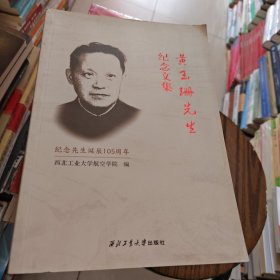 黄玉珊先生
纪念文集
纪念先生诞辰105周年
西北工业大学航空学院 编
西北工业大学出版社